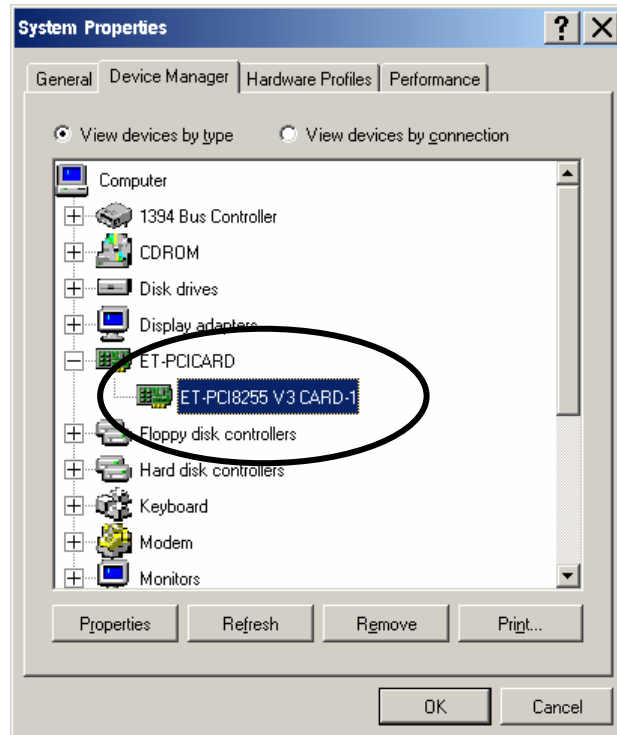 System Properties
General Device Manager Hardware Profiles Performance
View devices by type View devices by connection
Computer
1394 Bus Controller
CDROM
Disk drives
Display adapters
ET-PCICARD
ET-PCI8255 V3 CARD-1
Floppy disk controllers
Hard disk controllers
Keyboard
Modem
Monitors
Properties Refresh Remove Print...
OK Cancel